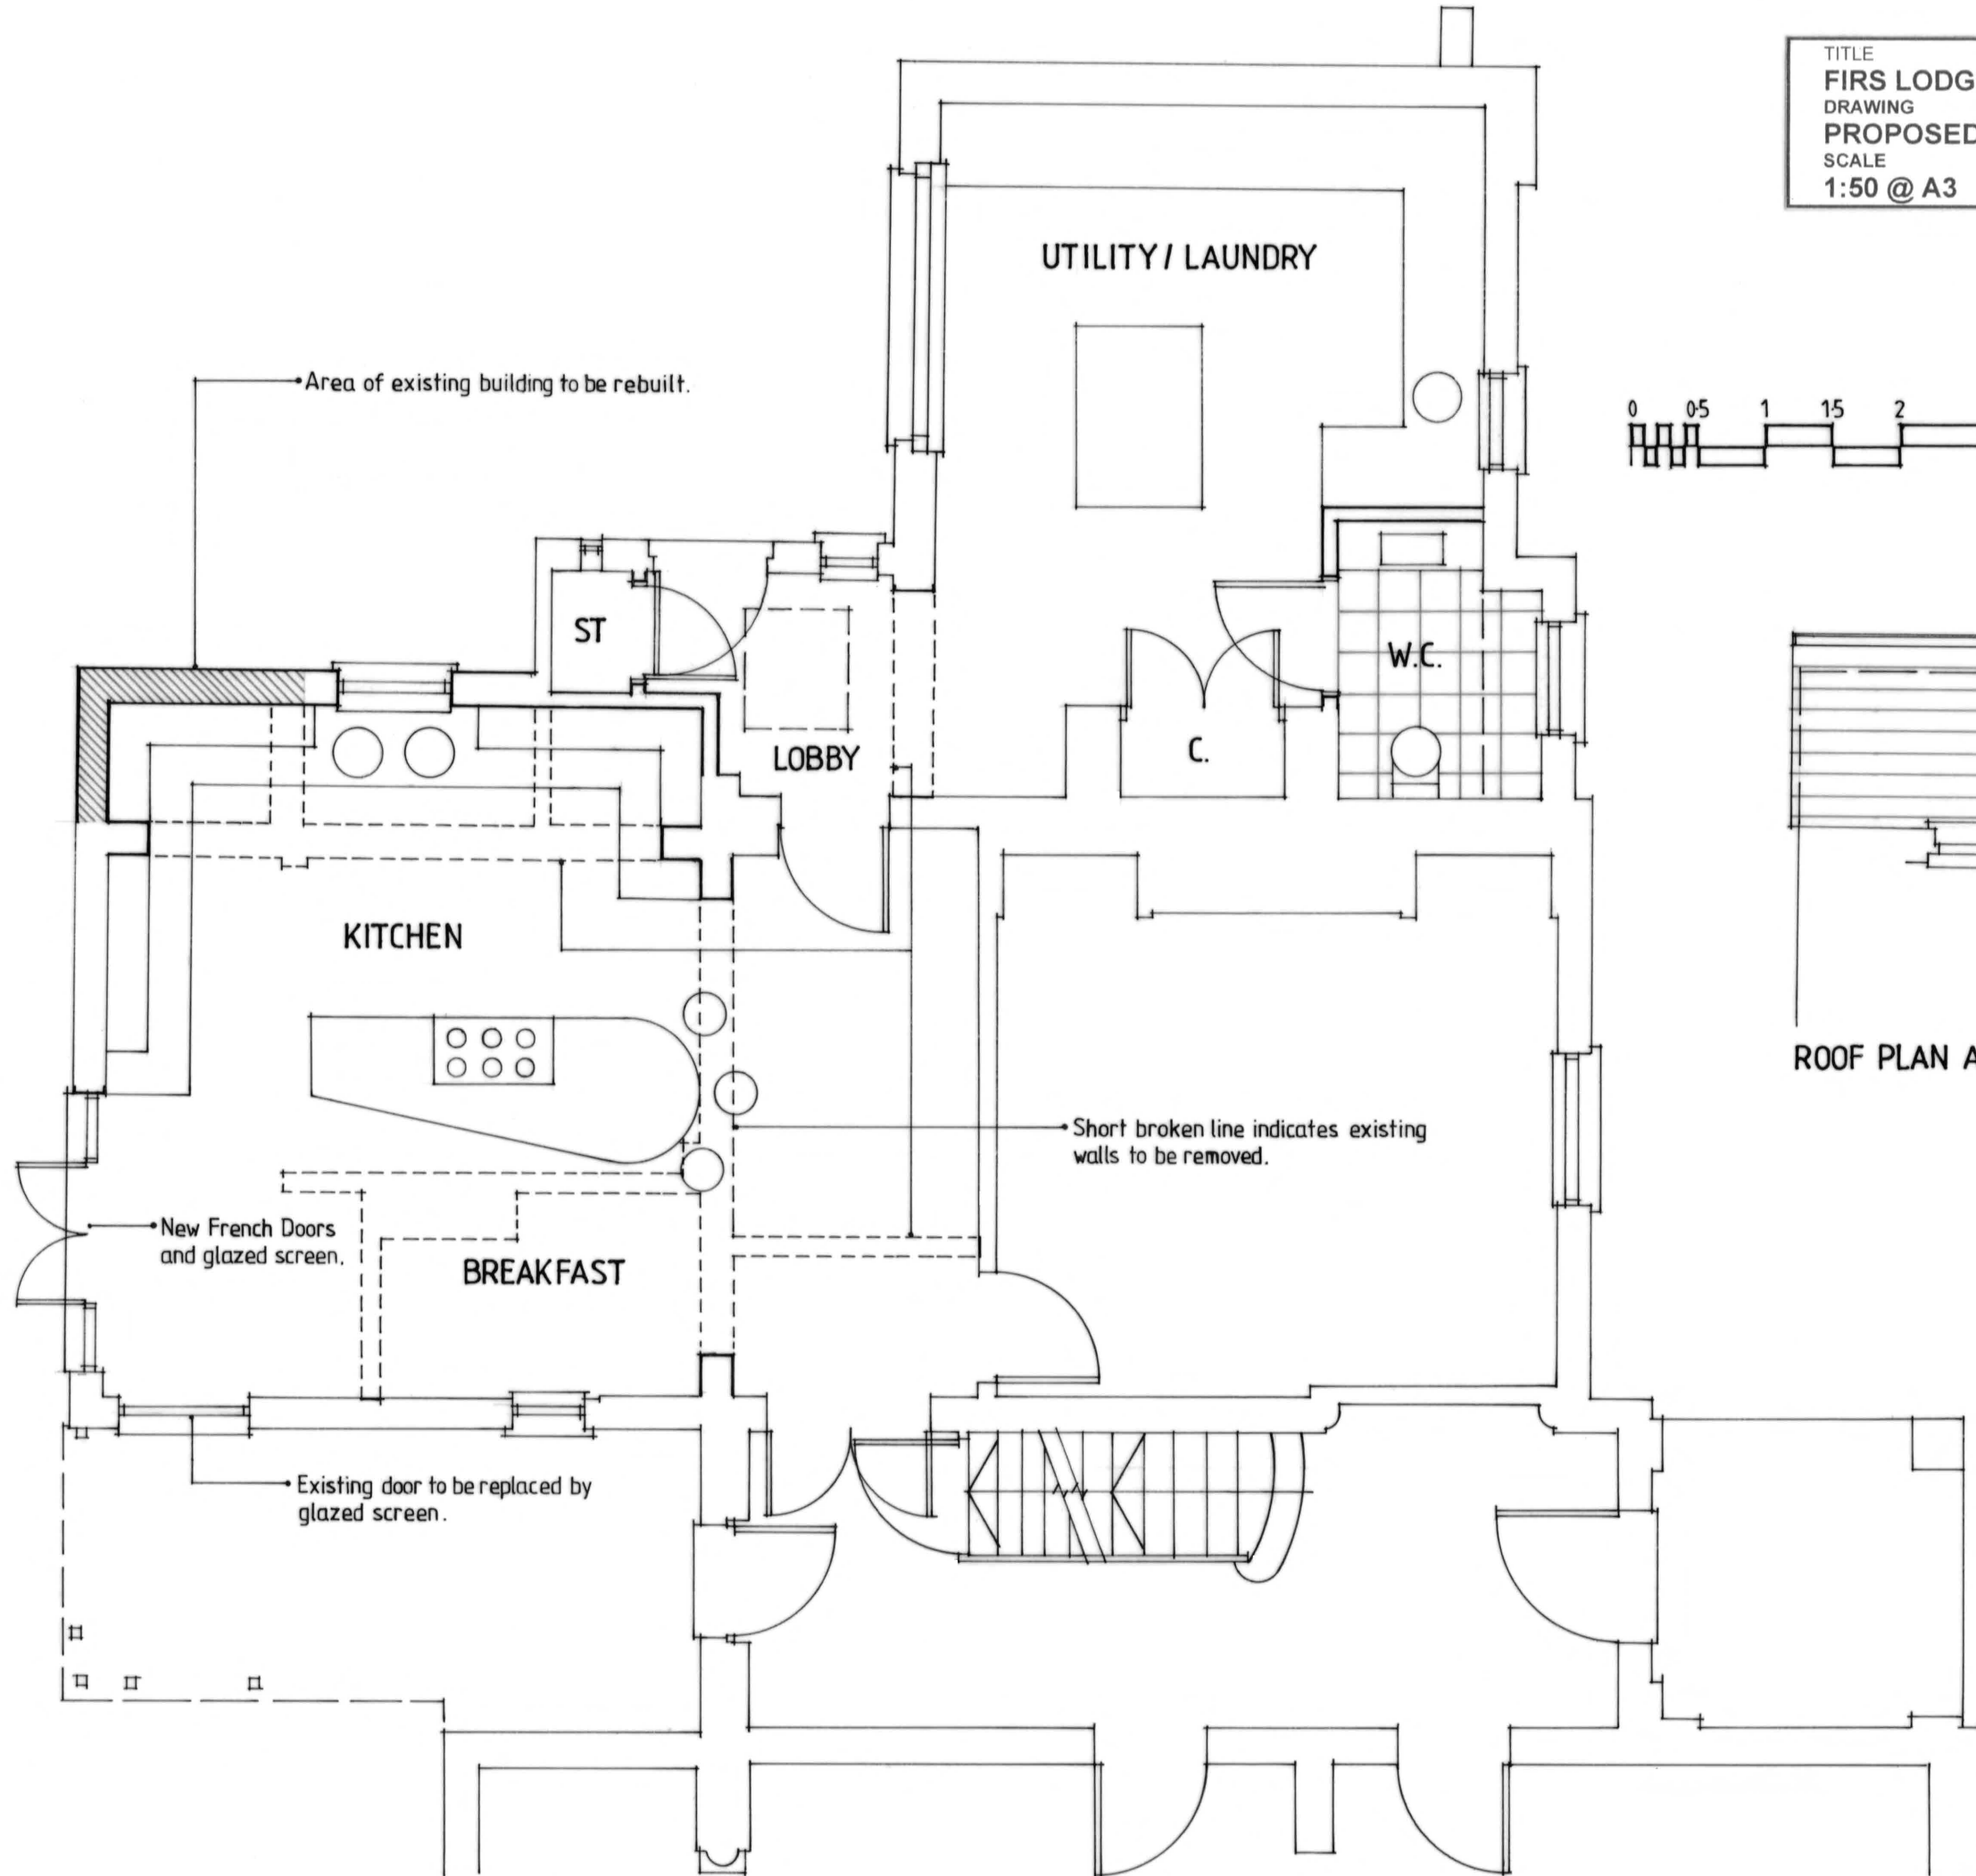 TITLE
FIRS LODG
DRAWING
PROPOSED
SCALE
1:50 @ A3
UTILITY / LAUNDRY
Area of existing building to be rebuilt.
0 0·5 1 1·5 2
ST
W.C.
C.
LOBBY
KITCHEN
ROOF PLAN A
Short broken line indicates existing
walls to be removed.
New French Doors
and glazed screen.
BREAKFAST
Existing door to be replaced by
glazed screen.